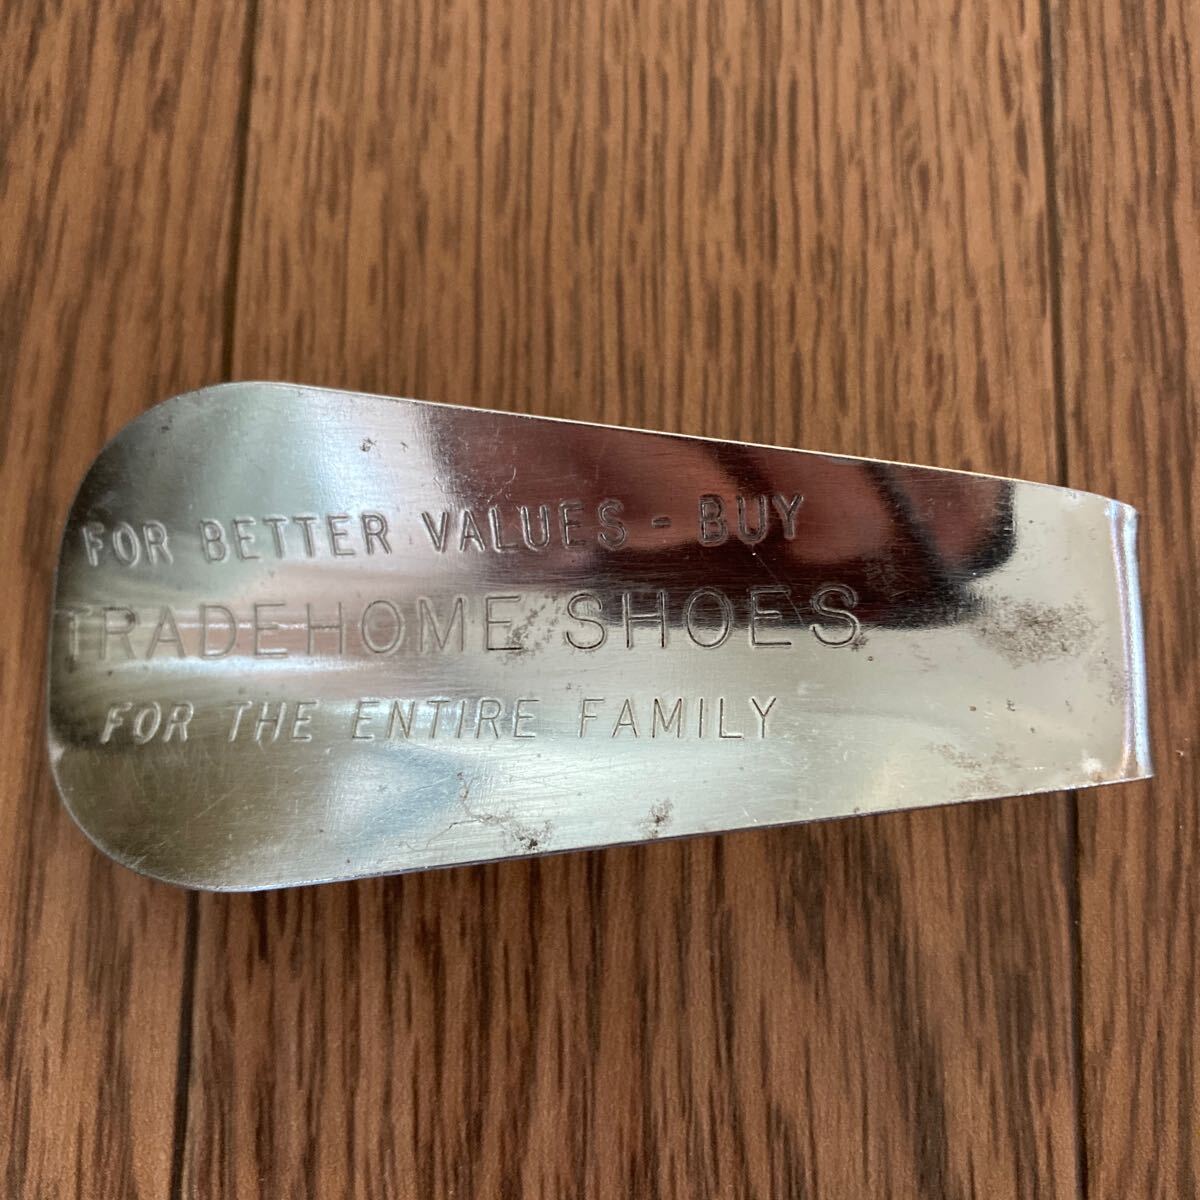 FOR BETTER VALUES - BUY
TRADEHOME SHOES
FOR THE ENTIRE FAMILY